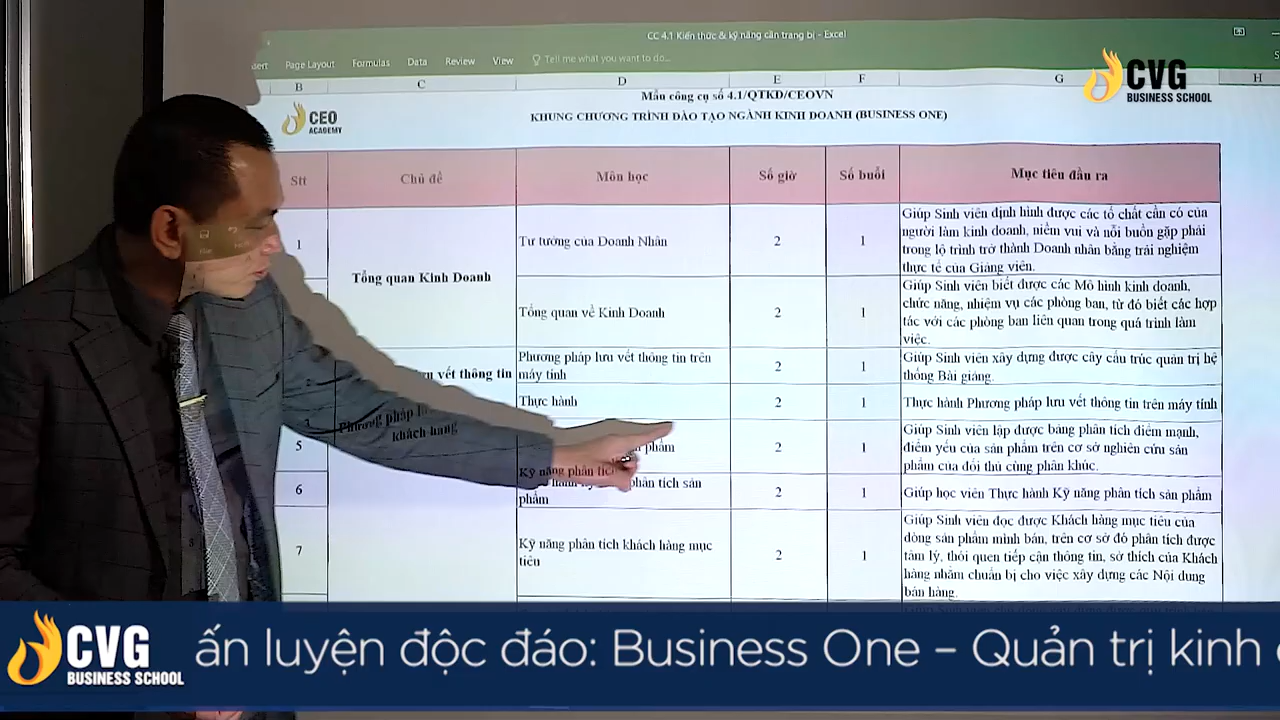 CC 4.1 Kiến thức & kỹ năng cần trang bị - Excel
Page Layout Formulas Data Review View Tell me what you want to do...
B C D E F G H
CVG
BUSINESS SCHOOL
CEO
ACADEMY
Mẫu công cụ số 4.1/QTKD/CEOVN
KHUNG CHƯƠNG TRÌNH ĐÀO TẠO NGÀNH KINH DOANH (BUSINESS ONE)
Stt Chủ đề Môn học Số giờ Số buổi Mục tiêu đầu ra
1 Tư tưởng của Doanh Nhân 2 1
Giúp Sinh viên định hình được các tố chất cần có của
người làm kinh doanh, niềm vui và nỗi buồn gặp phải
trong lộ trình trở thành Doanh nhân bằng trải nghiệm
thực tế của Giảng viên.
Tổng quan Kinh Doanh
Tổng quan về Kinh Doanh 2 1
Giúp Sinh viên biết được các Mô hình kinh doanh,
chức năng, nhiệm vụ các phòng ban, từ đó biết các hợp
tác với các phòng ban liên quan trong quá trình làm
việc.
vết thông tin
Phương pháp lưu vết thông tin trên
máy tính
2 1
Giúp Sinh viên xây dựng được cây cấu trúc quản trị hệ
thống Bài giảng.
Thực hành 2 1 Thực hành Phương pháp lưu vết thông tin trên máy tính
Phương pháp
khách hàng
5 phẩm 2 1
Giúp Sinh viên lập được bảng phân tích điểm mạnh,
điểm yếu của sản phẩm trên cơ sở nghiên cứu sản
phẩm của đối thủ cùng phân khúc.
Kỹ năng phân tích
6 phân tích sản
phẩm
2 1 Giúp học viên Thực hành Kỹ năng phân tích sản phẩm
7 Kỹ năng phân tích khách hàng mục
tiêu
2 1
Giúp Sinh viên đọc được Khách hàng mục tiêu của
dòng sản phẩm mình bán, trên cơ sở đó phân tích được
tâm lý, thói quen tiếp cận thông tin, sở thích của Khách
hàng nhằm chuẩn bị cho việc xây dựng các Nội dung
bán hàng.
CVG
BUSINESS SCHOOL
ấn luyện độc đáo: Business One – Quản trị kinh